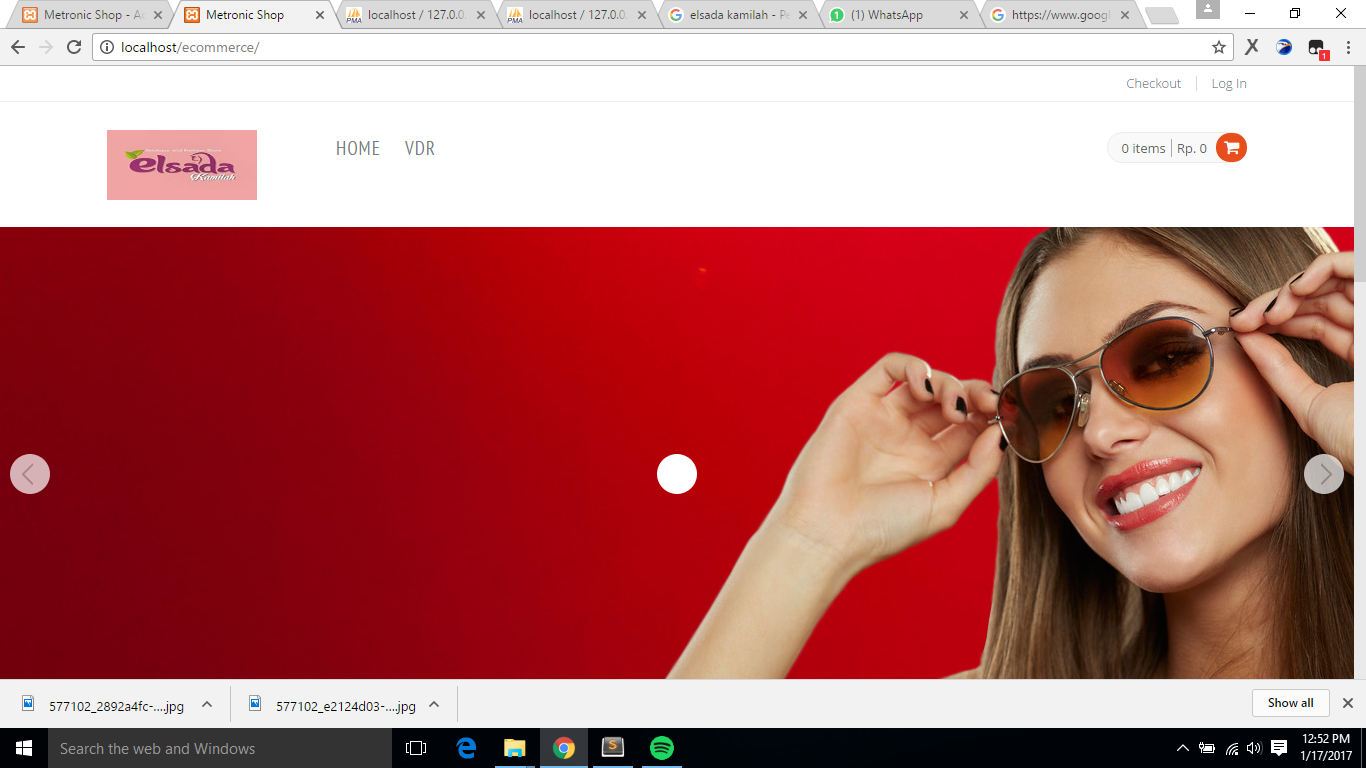 Metronic Shop - A
Metronic Shop
localhost / 127.0.0.
localhost / 127.0.0.
elsada kamilah - Pe
(1) WhatsApp
https://www.googl
localhost/ecommerce/
1
Checkout
Log In
elsada
Kamilah
HOME
VDR
0 items
Rp. 0
577102_2892a4fc-....jpg
577102_e2124d03-....jpg
Show all
Search the web and Windows
12:52 PM
1/17/2017